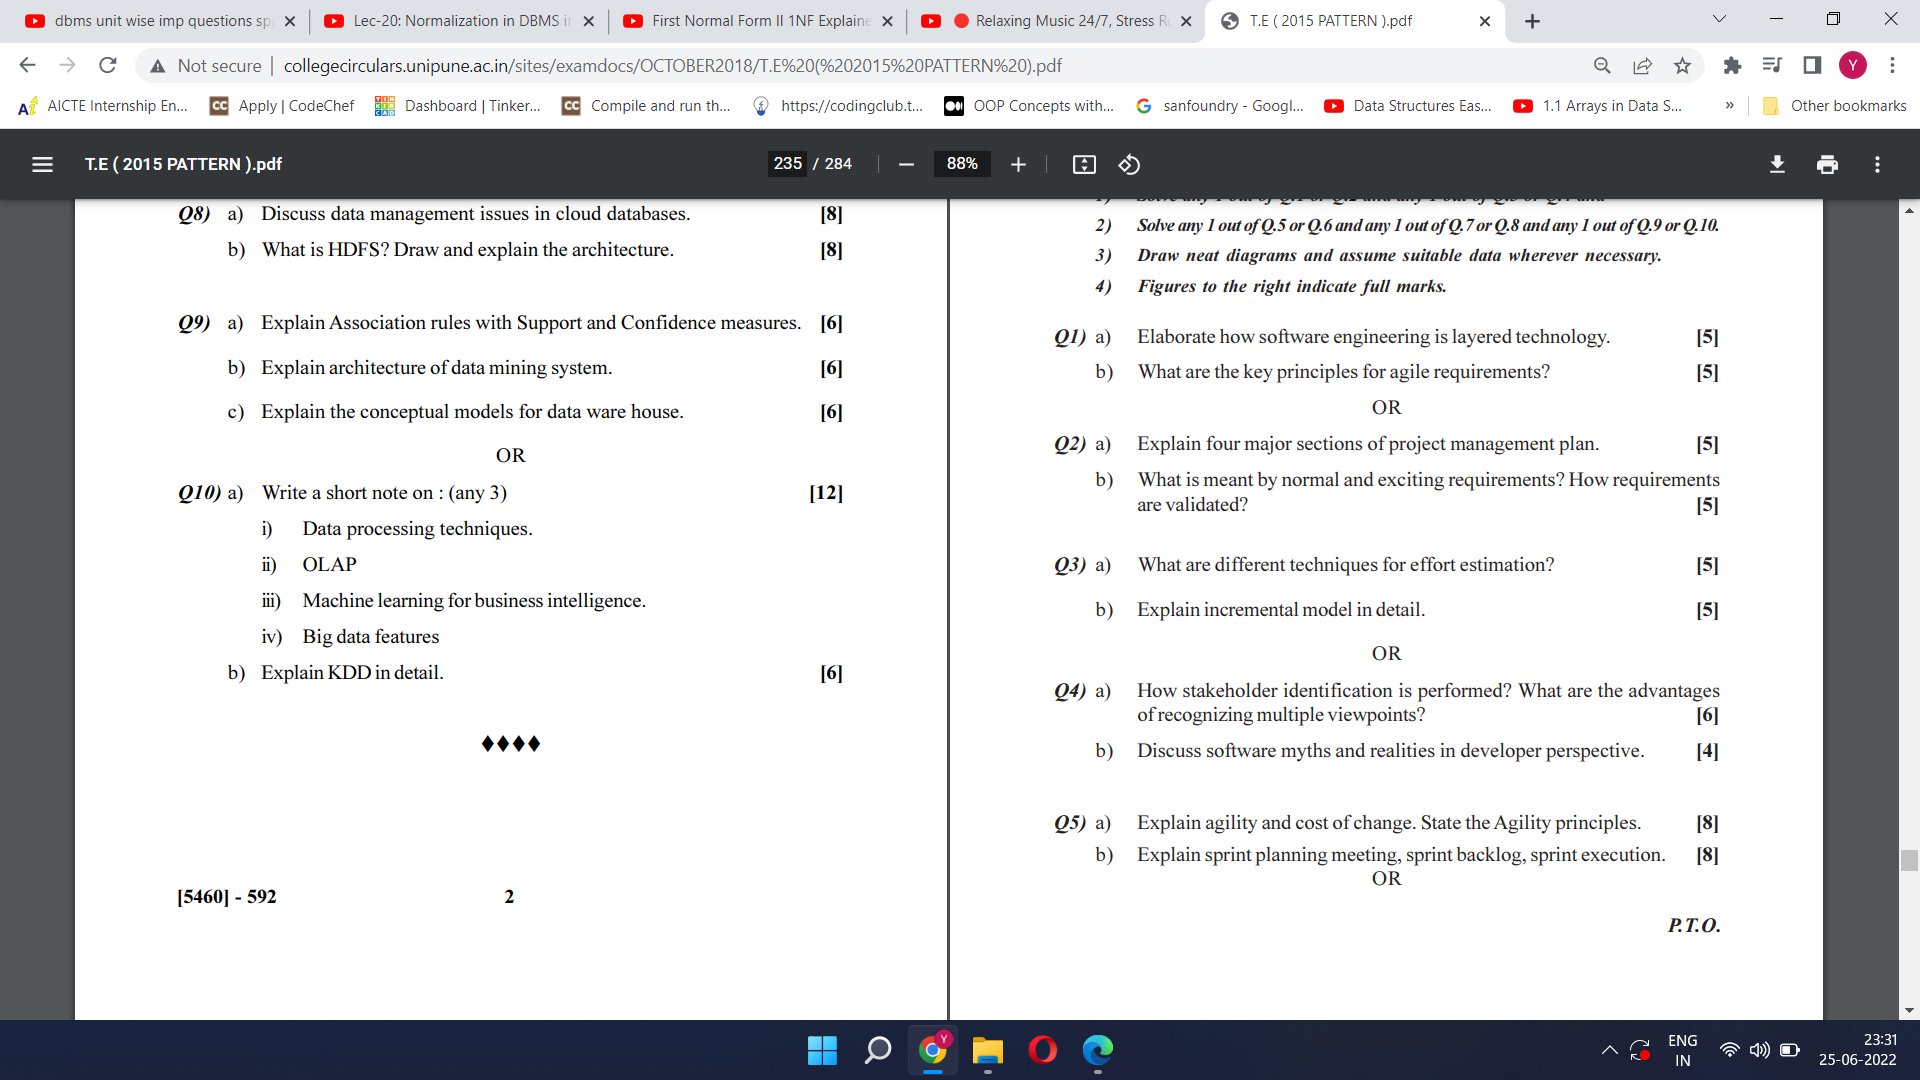 dbms unit wise imp questions sp
Lec-20: Normalization in DBMS i
First Normal Form II 1NF Explaine
Relaxing Music 24/7, Stress R
T.E ( 2015 PATTERN ).pdf
Not secure
collegecirculars.unipune.ac.in/sites/examdocs/OCTOBER2018/T.E%20(%202015%20PATTERN%20).pdf
Y
AICTE Internship En...
CC Apply | CodeChef
Dashboard | Tinker...
CC Compile and run th...
https://codingclub.t...
OOP Concepts with...
sanfoundry - Googl...
Data Structures Eas...
1.1 Arrays in Data S...
»
Other bookmarks
T.E ( 2015 PATTERN ).pdf
235 / 284
88%
Q8) a) Discuss data management issues in cloud databases. [8]
b) What is HDFS? Draw and explain the architecture. [8]
Q9) a) Explain Association rules with Support and Confidence measures. [6]
b) Explain architecture of data mining system. [6]
c) Explain the conceptual models for data ware house. [6]
OR
Q10) a) Write a short note on : (any 3) [12]
i) Data processing techniques.
ii) OLAP
iii) Machine learning for business intelligence.
iv) Big data features
b) Explain KDD in detail. [6]
[5460] - 592 2
2) Solve any 1 out of Q.5 or Q.6 and any 1 out of Q.7 or Q.8 and any 1 out of Q.9 or Q.10.
3) Draw neat diagrams and assume suitable data wherever necessary.
4) Figures to the right indicate full marks.
Q1) a) Elaborate how software engineering is layered technology. [5]
b) What are the key principles for agile requirements? [5]
OR
Q2) a) Explain four major sections of project management plan. [5]
b) What is meant by normal and exciting requirements? How requirements
are validated? [5]
Q3) a) What are different techniques for effort estimation? [5]
b) Explain incremental model in detail. [5]
OR
Q4) a) How stakeholder identification is performed? What are the advantages
of recognizing multiple viewpoints? [6]
b) Discuss software myths and realities in developer perspective. [4]
Q5) a) Explain agility and cost of change. State the Agility principles. [8]
b) Explain sprint planning meeting, sprint backlog, sprint execution. [8]
OR
P.T.O.
Y
ENG
IN
23:31
25-06-2022